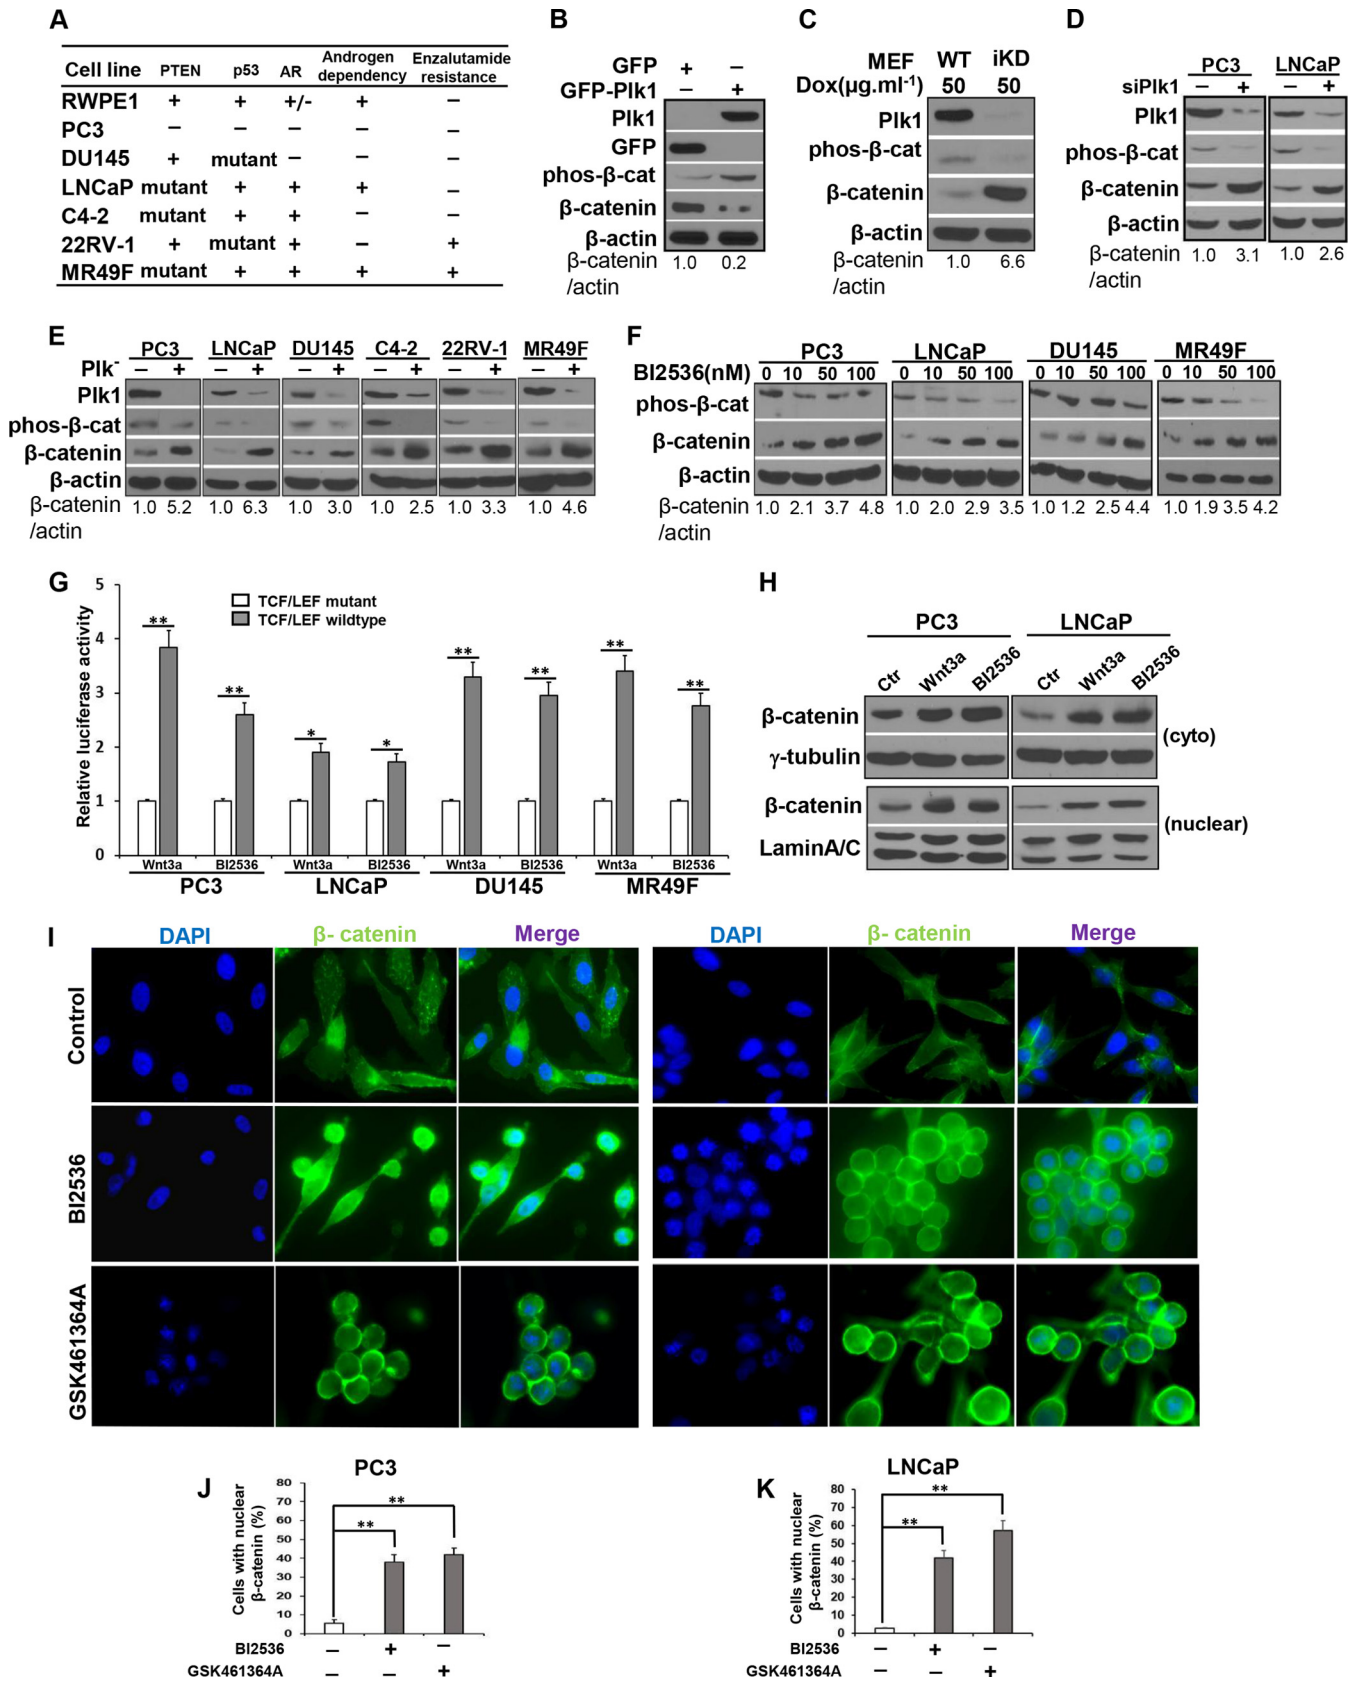 A
Cell line PTEN p53 AR Androgen dependency Enzalutamide resistance
RWPE1 + + +/- + –
PC3 – – – – –
DU145 + mutant – – –
LNCaP mutant + + + –
C4-2 mutant + + – –
22RV-1 + mutant + – +
MR49F mutant + + + +
B
GFP + –
GFP-Plk1 – +
Plk1
GFP
phos-β-cat
β-catenin
β-actin
β-catenin 1.0 0.2
/actin
C
MEF WT iKD
Dox(µg.ml-1) 50 50
Plk1
phos-β-cat
β-catenin
β-actin
β-catenin 1.0 6.6
/actin
D
PC3 LNCaP
siPlk1 – + – +
Plk1
phos-β-cat
β-catenin
β-actin
β-catenin 1.0 3.1 1.0 2.6
/actin
E
PC3 LNCaP DU145 C4-2 22RV-1 MR49F
Plk- – + – + – + – + – + – +
Plk1
phos-β-cat
β-catenin
β-actin
β-catenin 1.0 5.2 1.0 6.3 1.0 3.0 1.0 2.5 1.0 3.3 1.0 4.6
/actin
F
PC3 LNCaP DU145 MR49F
BI2536(nM) 0 10 50 100 0 10 50 100 0 10 50 100 0 10 50 100
phos-β-cat
β-catenin
β-actin
β-catenin 1.0 2.1 3.7 4.8 1.0 2.0 2.9 3.5 1.0 1.2 2.5 4.4 1.0 1.9 3.5 4.2
/actin
G
Relative luciferase activity
5
4
3
2
1
0
TCF/LEF mutant
TCF/LEF wildtype
** ** * * ** ** ** **
Wnt3a BI2536 Wnt3a BI2536 Wnt3a BI2536 Wnt3a BI2536
PC3 LNCaP DU145 MR49F
H
PC3 LNCaP
Ctr Wnt3a BI2536 Ctr Wnt3a BI2536
β-catenin
γ-tubulin
(cyto)
β-catenin
LaminA/C
(nuclear)
I
DAPI β- catenin Merge DAPI β- catenin Merge
Control
BI2536
GSK461364A
J
PC3
Cells with nuclear
β-catenin (%)
80
70
60
50
40
30
20
10
0
**
**
BI2536 – + –
GSK461364A – – +
K
LNCaP
Cells with nuclear
β-catenin (%)
80
70
60
50
40
30
20
10
0
**
**
BI2536 – + –
GSK461364A – – +